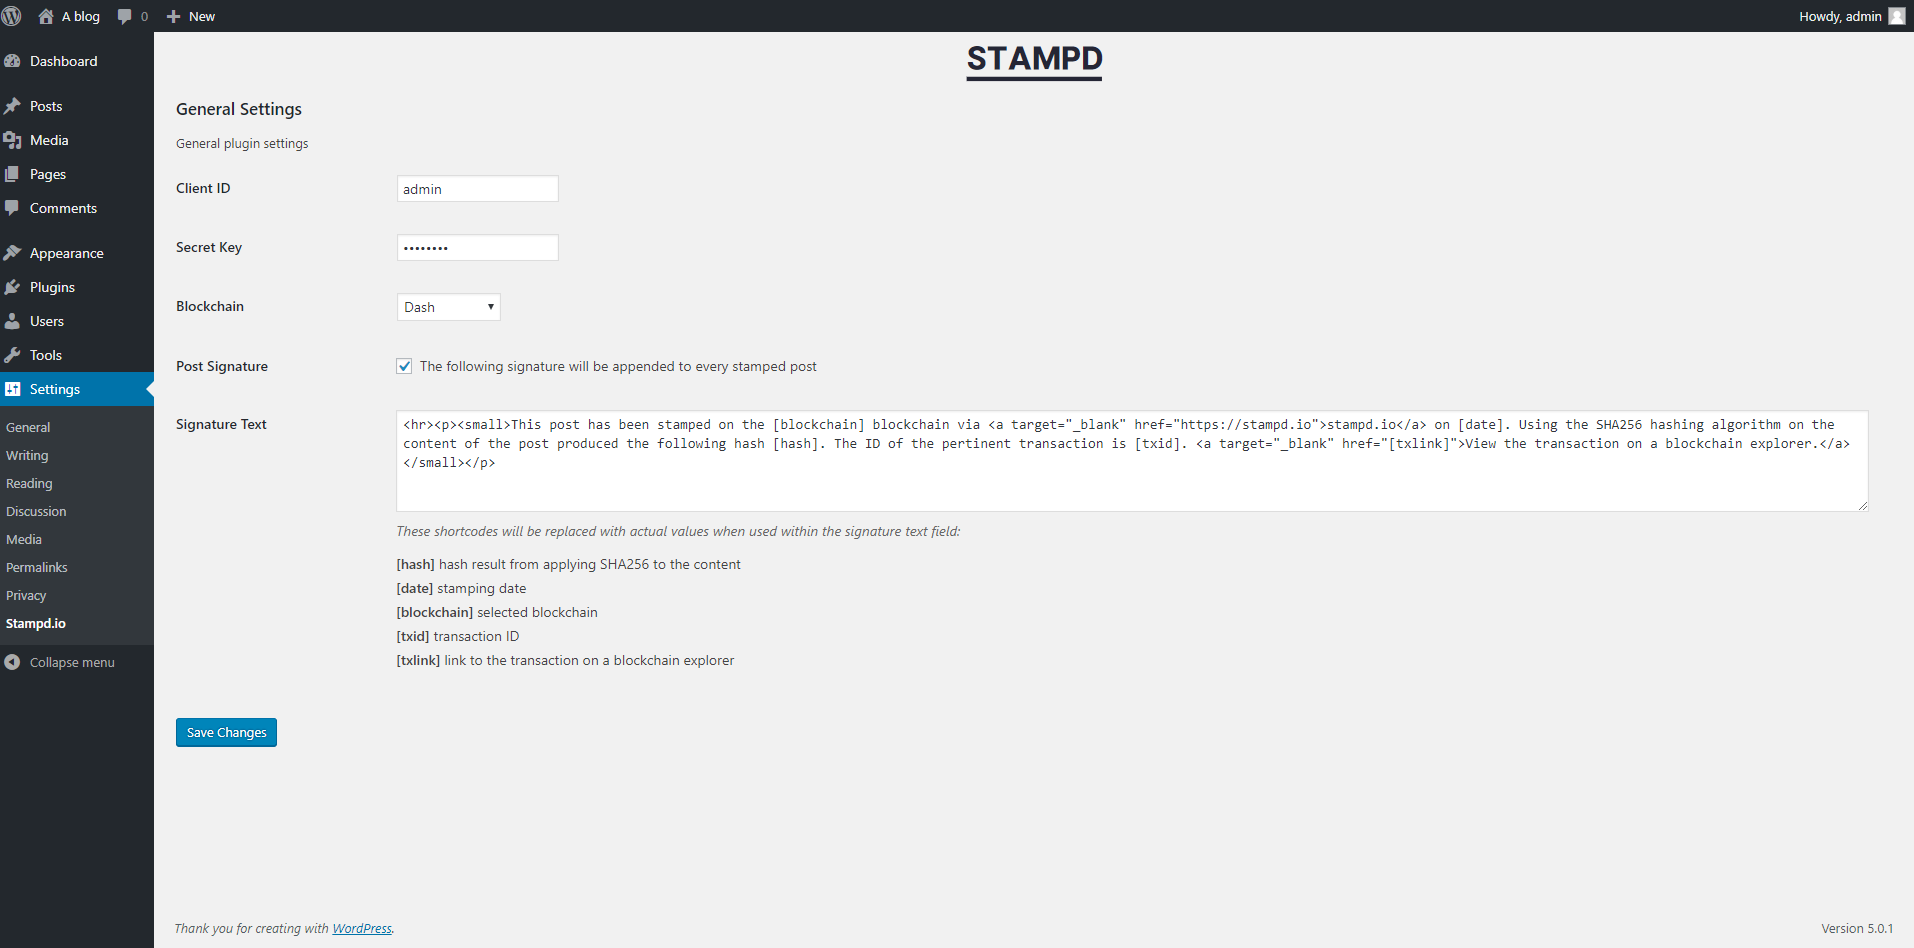 A blog
0
New
Howdy, admin
Dashboard
Posts
Media
Pages
Comments
Appearance
Plugins
Users
Tools
Settings
General
Writing
Reading
Discussion
Media
Permalinks
Privacy
Stampd.io
Collapse menu
STAMPD
General Settings
General plugin settings
Client ID
admin
Secret Key
••••••••
Blockchain
Dash
Post Signature
The following signature will be appended to every stamped post
Signature Text
<hr><p><small>This post has been stamped on the [blockchain] blockchain via <a target="_blank" href="https://stampd.io">stampd.io</a> on [date]. Using the SHA256 hashing algorithm on the
content of the post produced the following hash [hash]. The ID of the pertinent transaction is [txid]. <a target="_blank" href="[txlink]">View the transaction on a blockchain explorer.</a>
</small></p>
These shortcodes will be replaced with actual values when used within the signature text field:
[hash] hash result from applying SHA256 to the content
[date] stamping date
[blockchain] selected blockchain
[txid] transaction ID
[txlink] link to the transaction on a blockchain explorer
Save Changes
Thank you for creating with WordPress.
Version 5.0.1